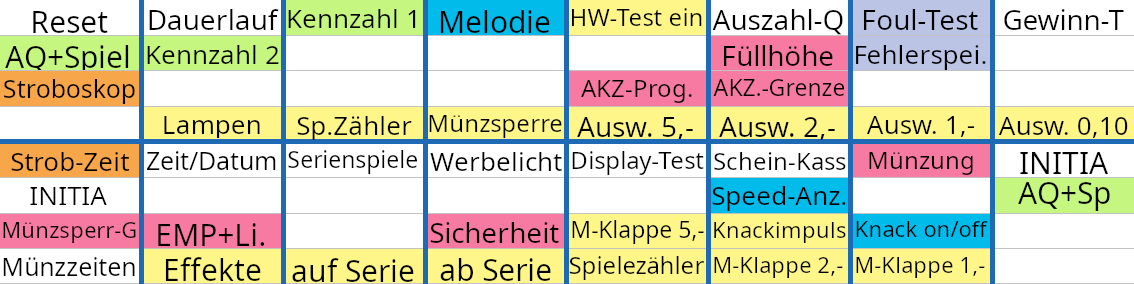 Reset Dauerlauf Kennzahl 1 Melodie HW-Test ein Auszahl-Q Foul-Test Gewinn-T
AQ+Spiel Kennzahl 2 Füllhöhe Fehlerspei.
Stroboskop AKZ-Prog. AKZ.-Grenze
Lampen Sp.Zähler Münzsperre Ausw. 5,- Ausw. 2,- Ausw. 1,- Ausw. 0,10
Strob-Zeit Zeit/Datum Serienspiele Werbelicht Display-Test Schein-Kass Münzung INITIA
INITIA Speed-Anz. AQ+Sp
Münzsperr-G EMP+Li. Sicherheit M-Klappe 5,- Knackimpuls Knack on/off
Münzzeiten Effekte auf Serie ab Serie Spielezähler M-Klappe 2,- M-Klappe 1,-